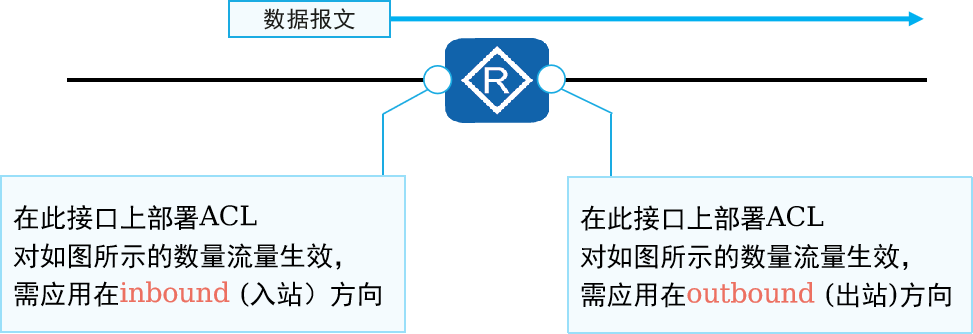 数据报文
R
在此接口上部署ACL
对如图所示的数量流量生效，
需应用在inbound (入站）方向
在此接口上部署ACL
对如图所示的数量流量生效，
需应用在outbound (出站)方向